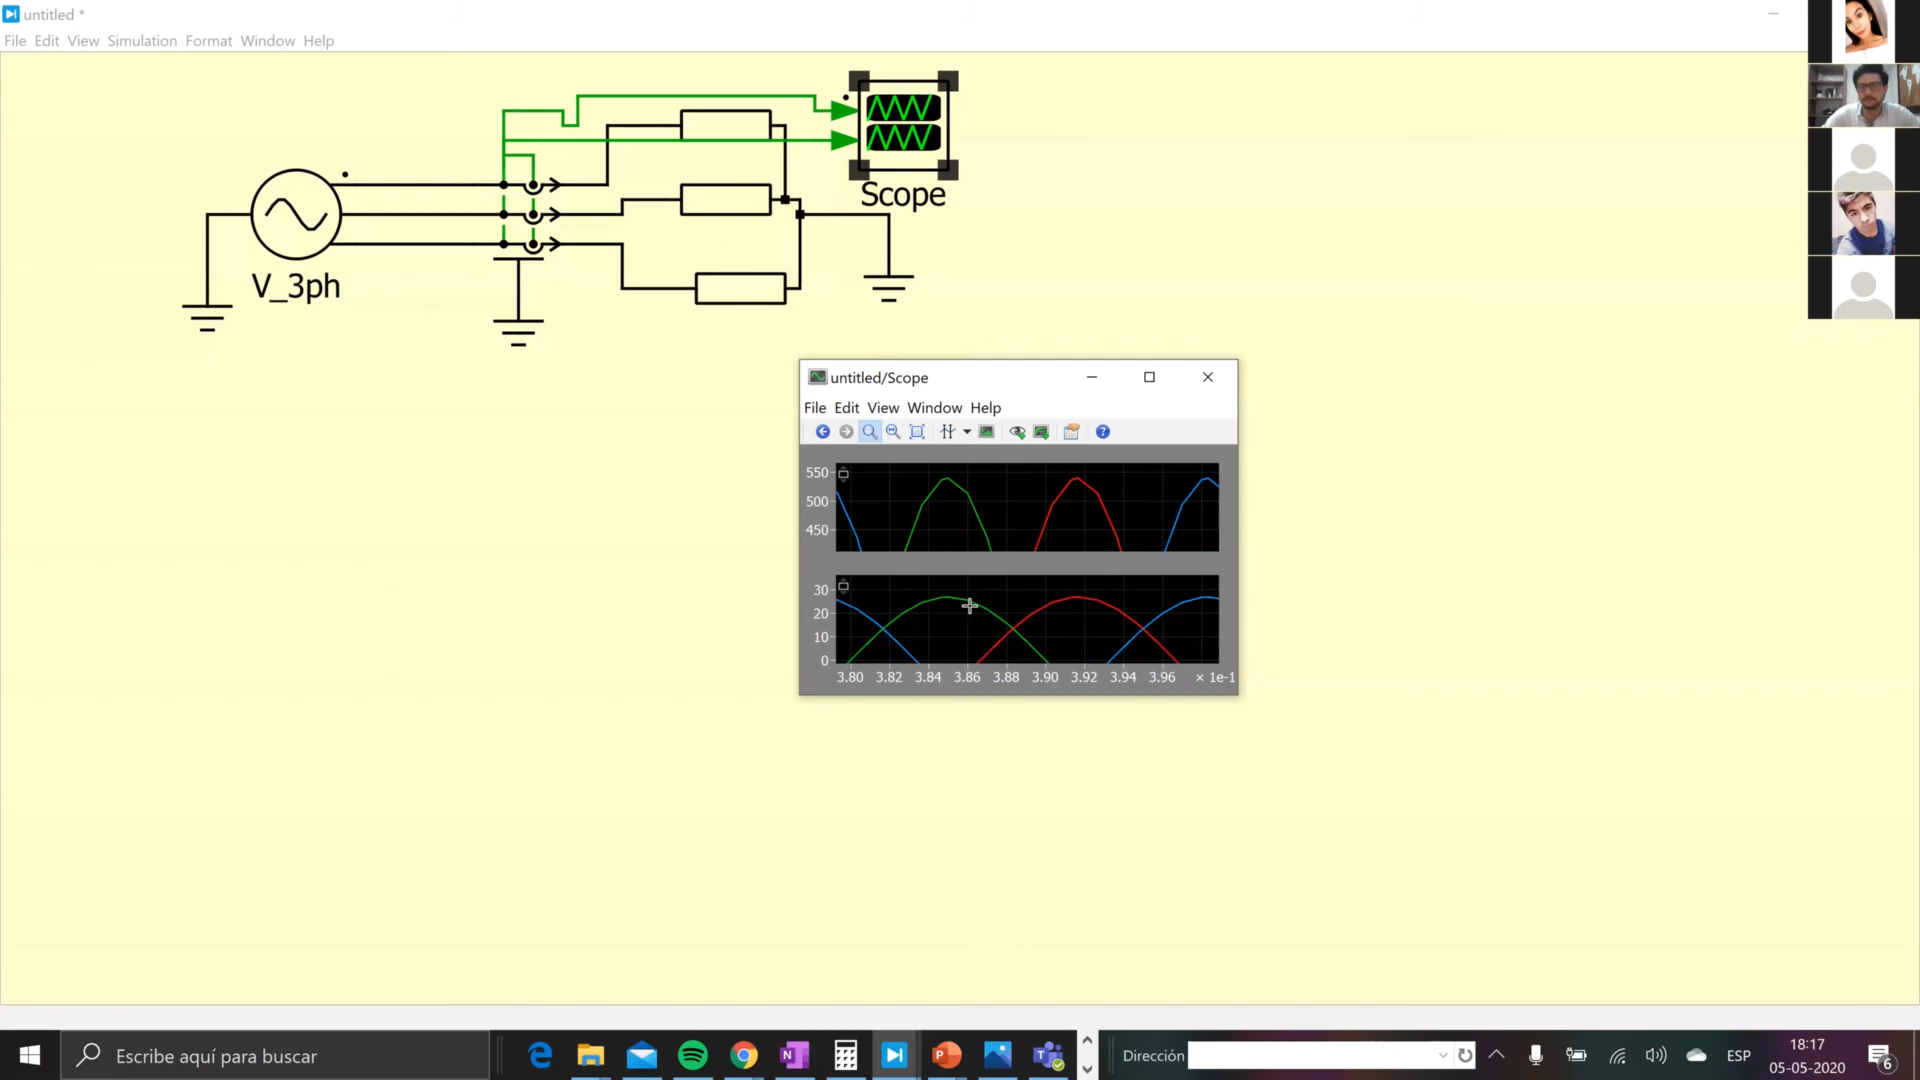 untitled *
File Edit View Simulation Format Window Help
Scope
V_3ph
untitled/Scope
File Edit View Window Help
550
500
450
30
20
10
0
3.80 3.82 3.84 3.86 3.88 3.90 3.92 3.94 3.96 × 1e-1
Escribe aquí para buscar
Dirección
ESP
18:17
05-05-2020
6